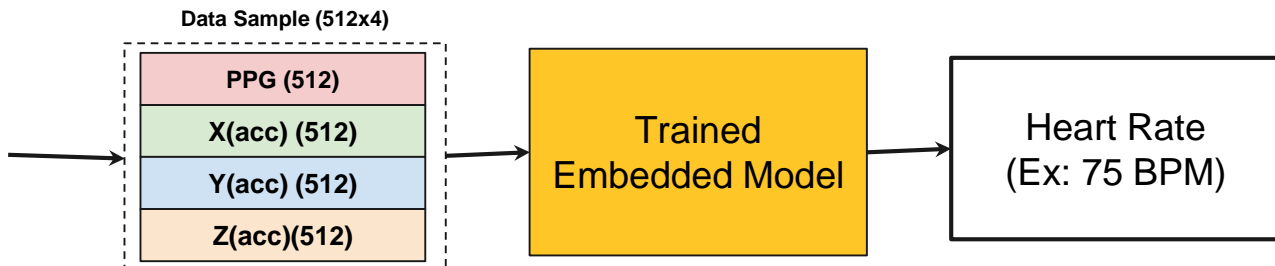 Data Sample (512x4)
PPG (512)
X(acc) (512)
Y(acc) (512)
Z(acc)(512)
Trained
Embedded Model
Heart Rate
(Ex: 75 BPM)